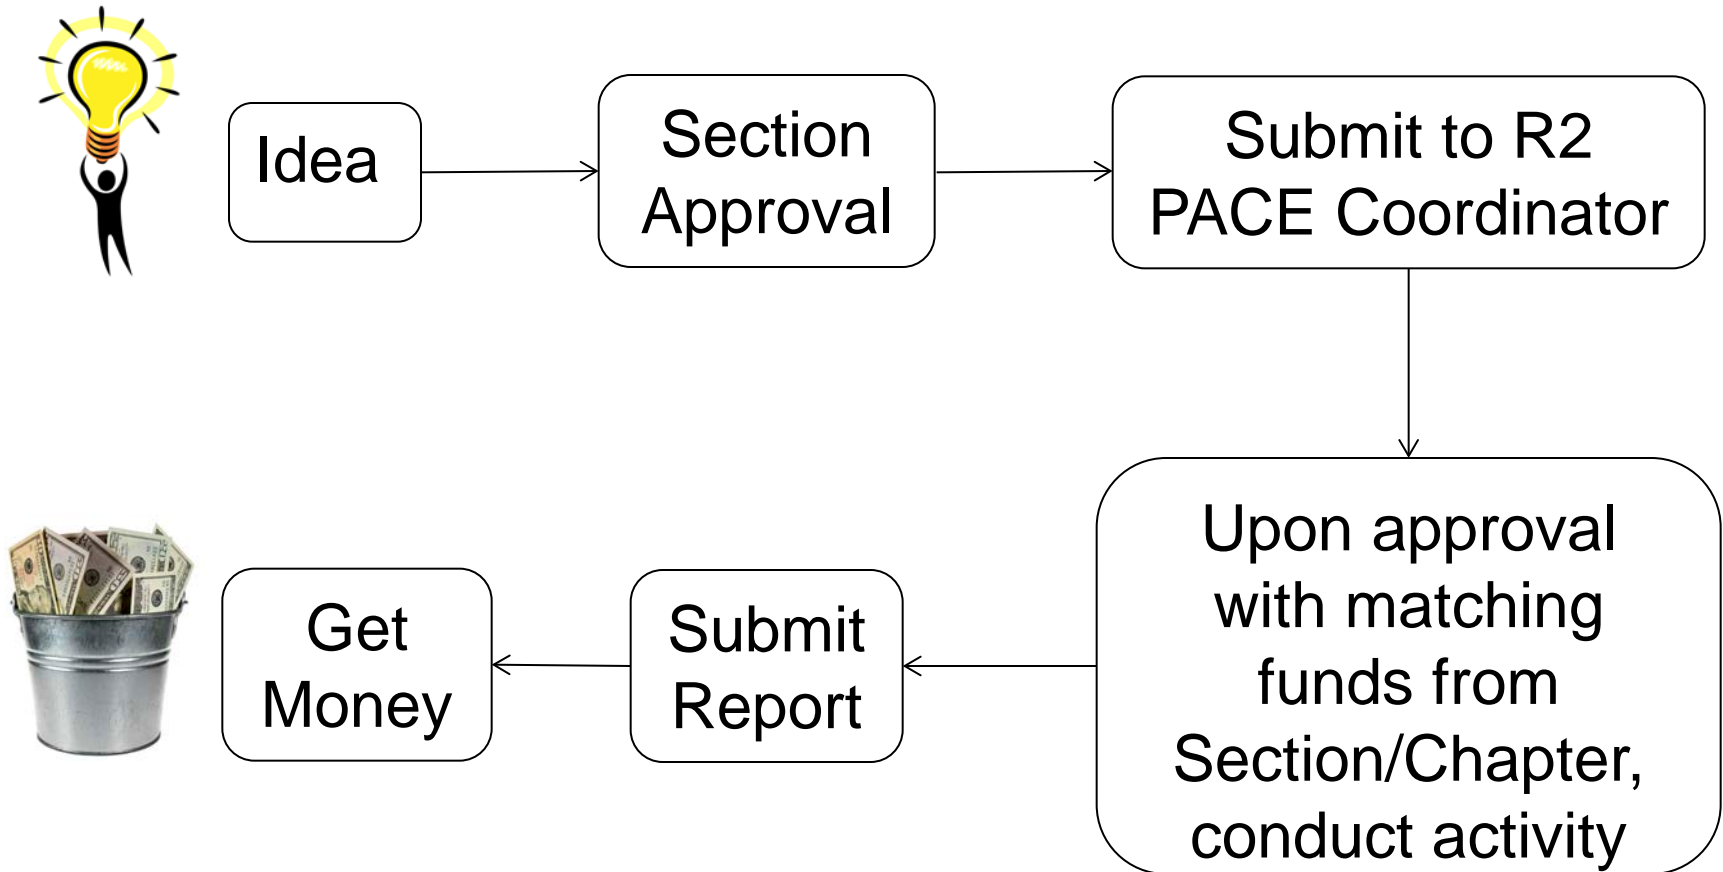 Idea
Section
Approval
Submit to R2
PACE Coordinator
Upon approval
with matching
funds from
Section/Chapter,
conduct activity
Submit
Report
Get
Money